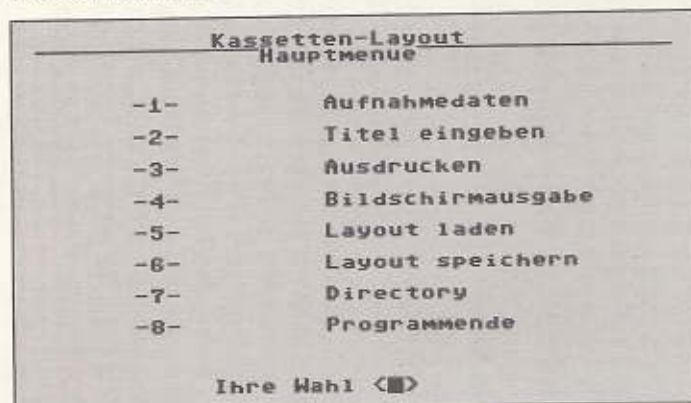 Kassetten-Layout
Hauptmenue
-1- Aufnahmedaten
-2- Titel eingeben
-3- Ausdrucken
-4- Bildschirmausgabe
-5- Layout laden
-6- Layout speichern
-7- Directory
-8- Programmende
Ihre Wahl <■>